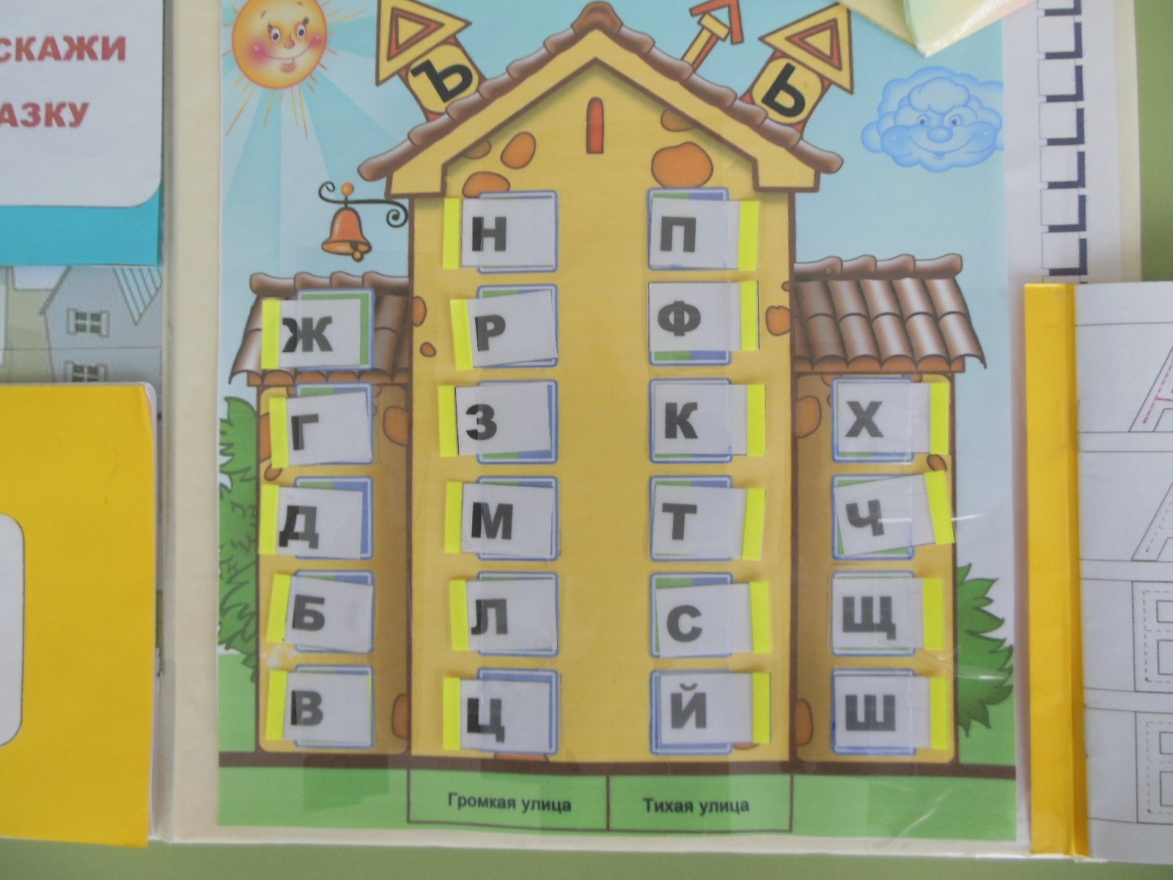 СКАЖИ
АЗКУ
Ъ Ь
Н П
Ж Р Ф
Г З К Х
Д М Т Ч
Б Л С Щ
В Ц Й Ш
Громкая улица Тихая улица